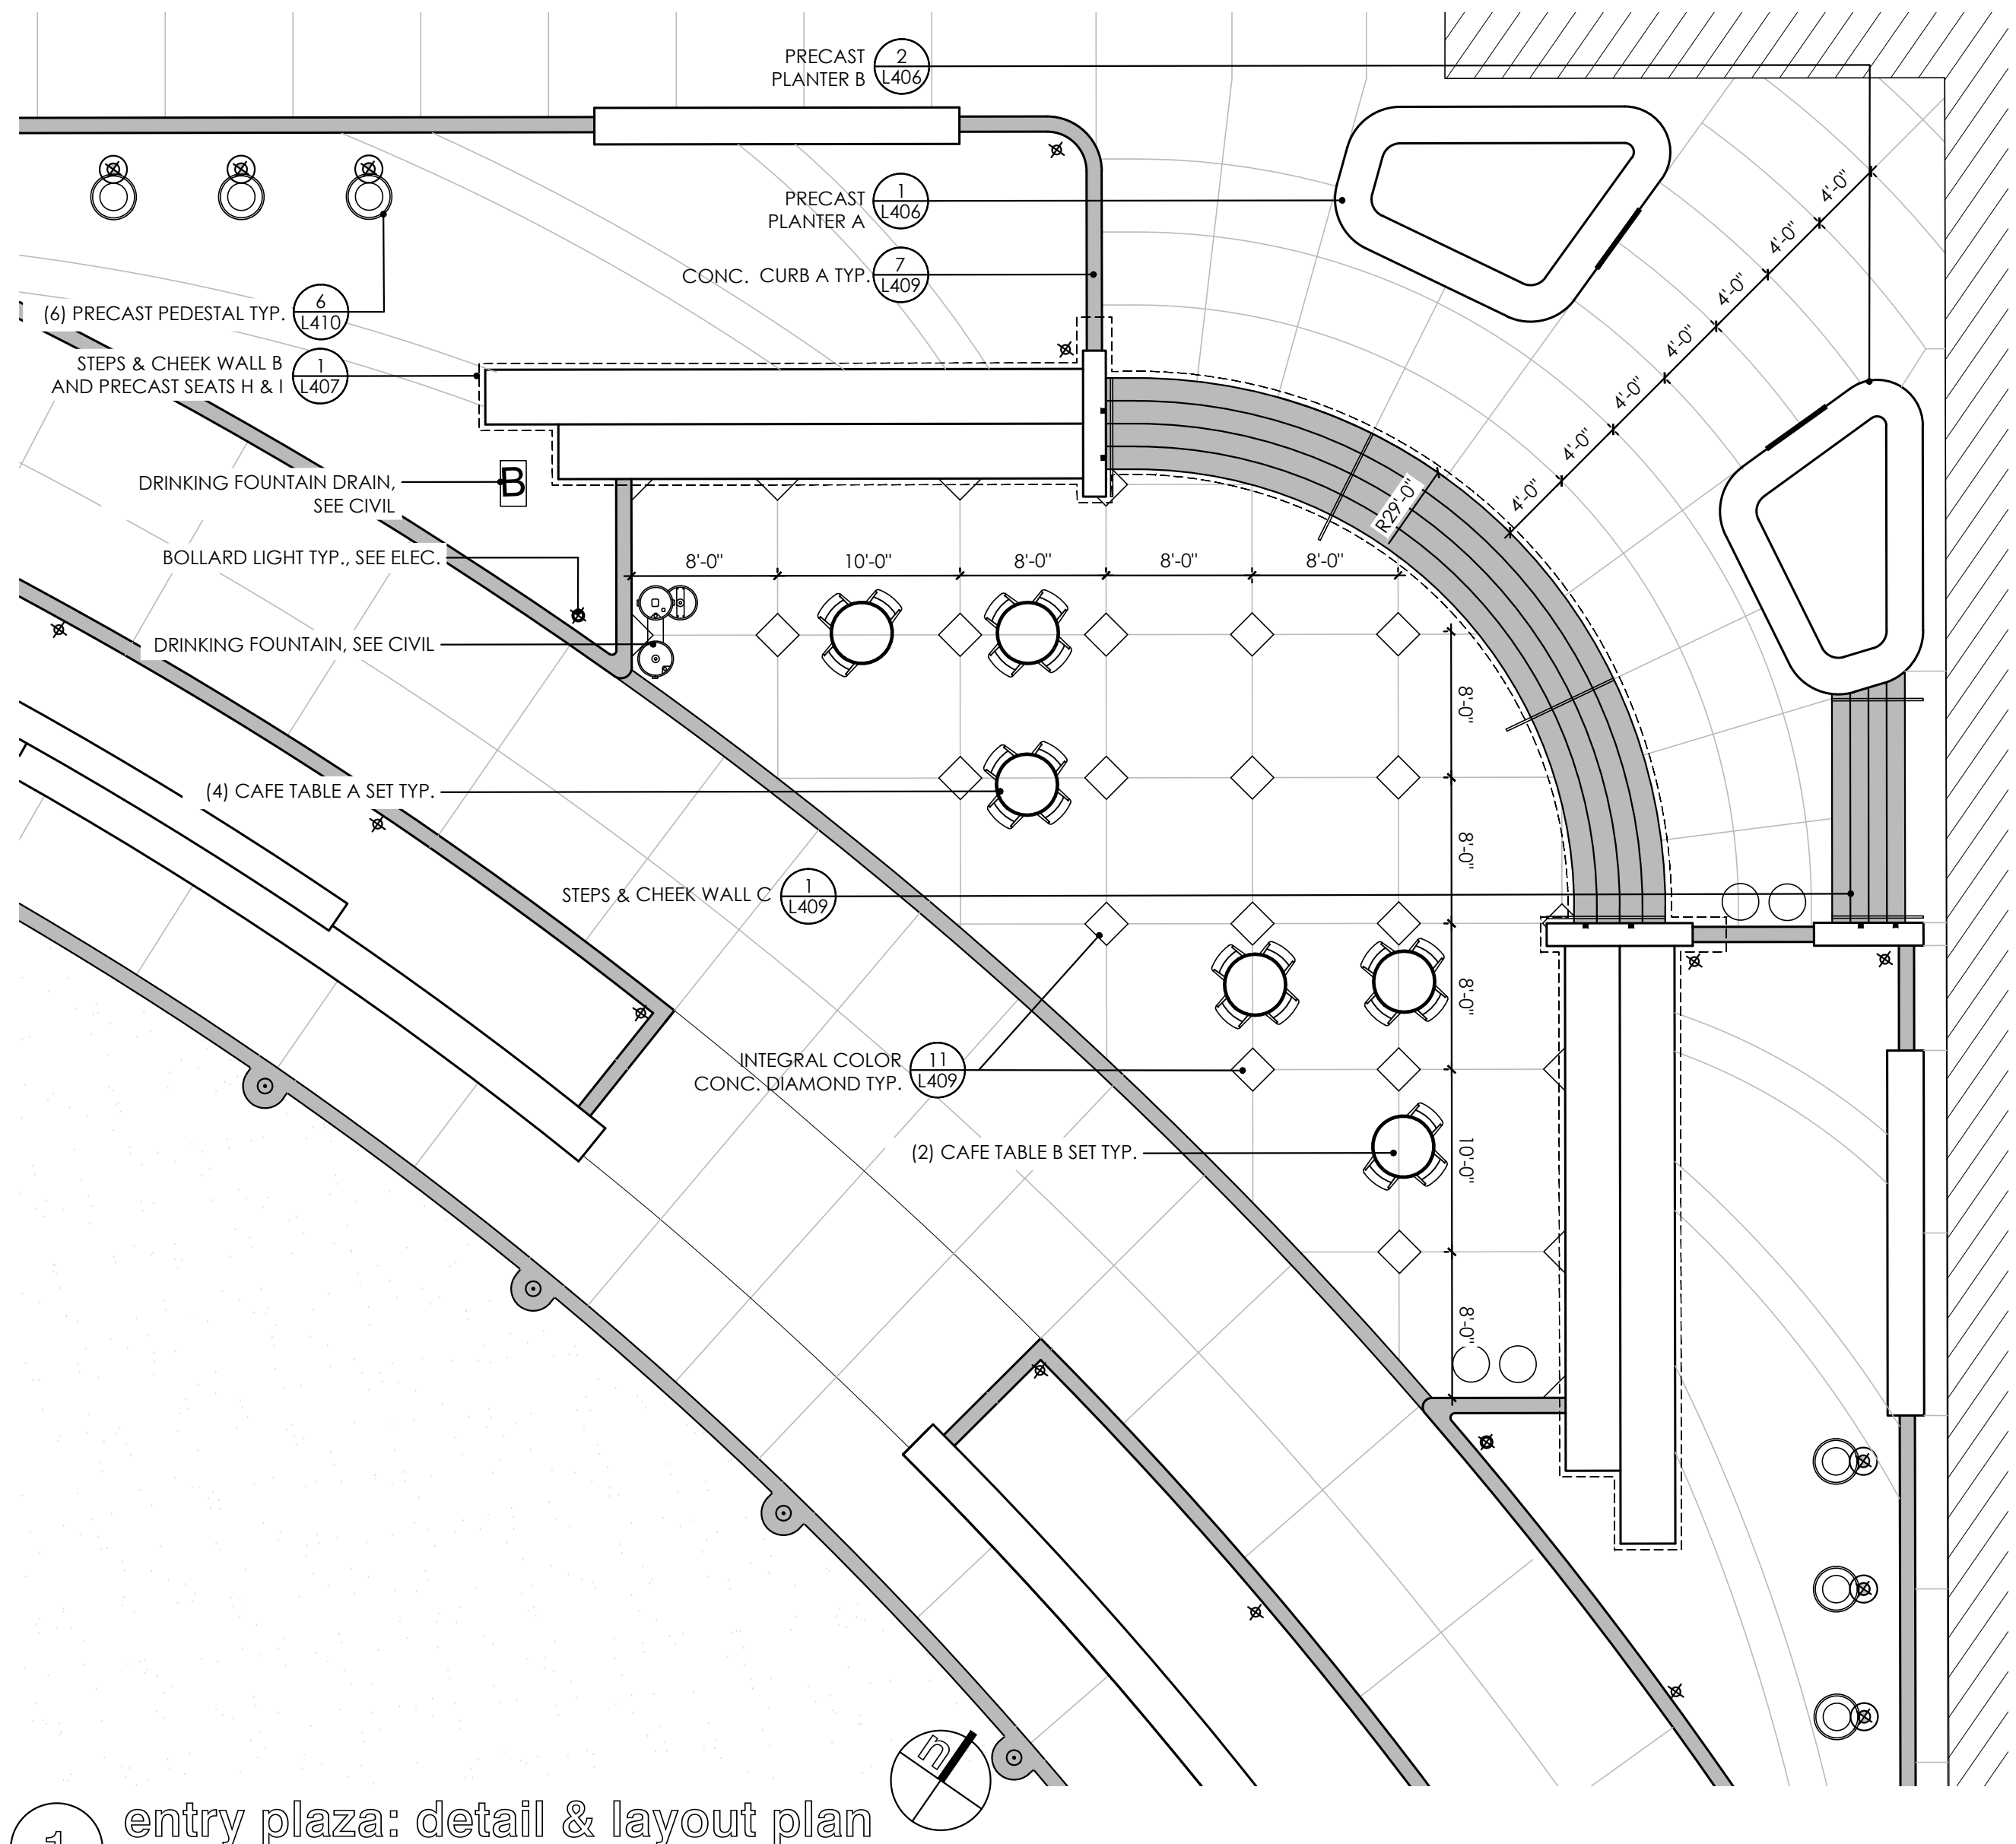 PRECAST
PLANTER B
2
L406
PRECAST
PLANTER A
1
L406
CONC. CURB A TYP.
7
L409
(6) PRECAST PEDESTAL TYP.
6
L410
STEPS & CHEEK WALL B
AND PRECAST SEATS H & I
1
L407
DRINKING FOUNTAIN DRAIN,
SEE CIVIL
B
BOLLARD LIGHT TYP., SEE ELEC.
DRINKING FOUNTAIN, SEE CIVIL
8'-0"
10'-0"
8'-0"
8'-0"
8'-0"
R29'-0"
4'-0"
4'-0"
4'-0"
4'-0"
4'-0"
4'-0"
4'-0"
(4) CAFE TABLE A SET TYP.
STEPS & CHEEK WALL C
1
L409
INTEGRAL COLOR
CONC. DIAMOND TYP.
11
L409
(2) CAFE TABLE B SET TYP.
8'-0"
8'-0"
8'-0"
10'-0"
8'-0"
n
1
entry plaza: detail & layout plan